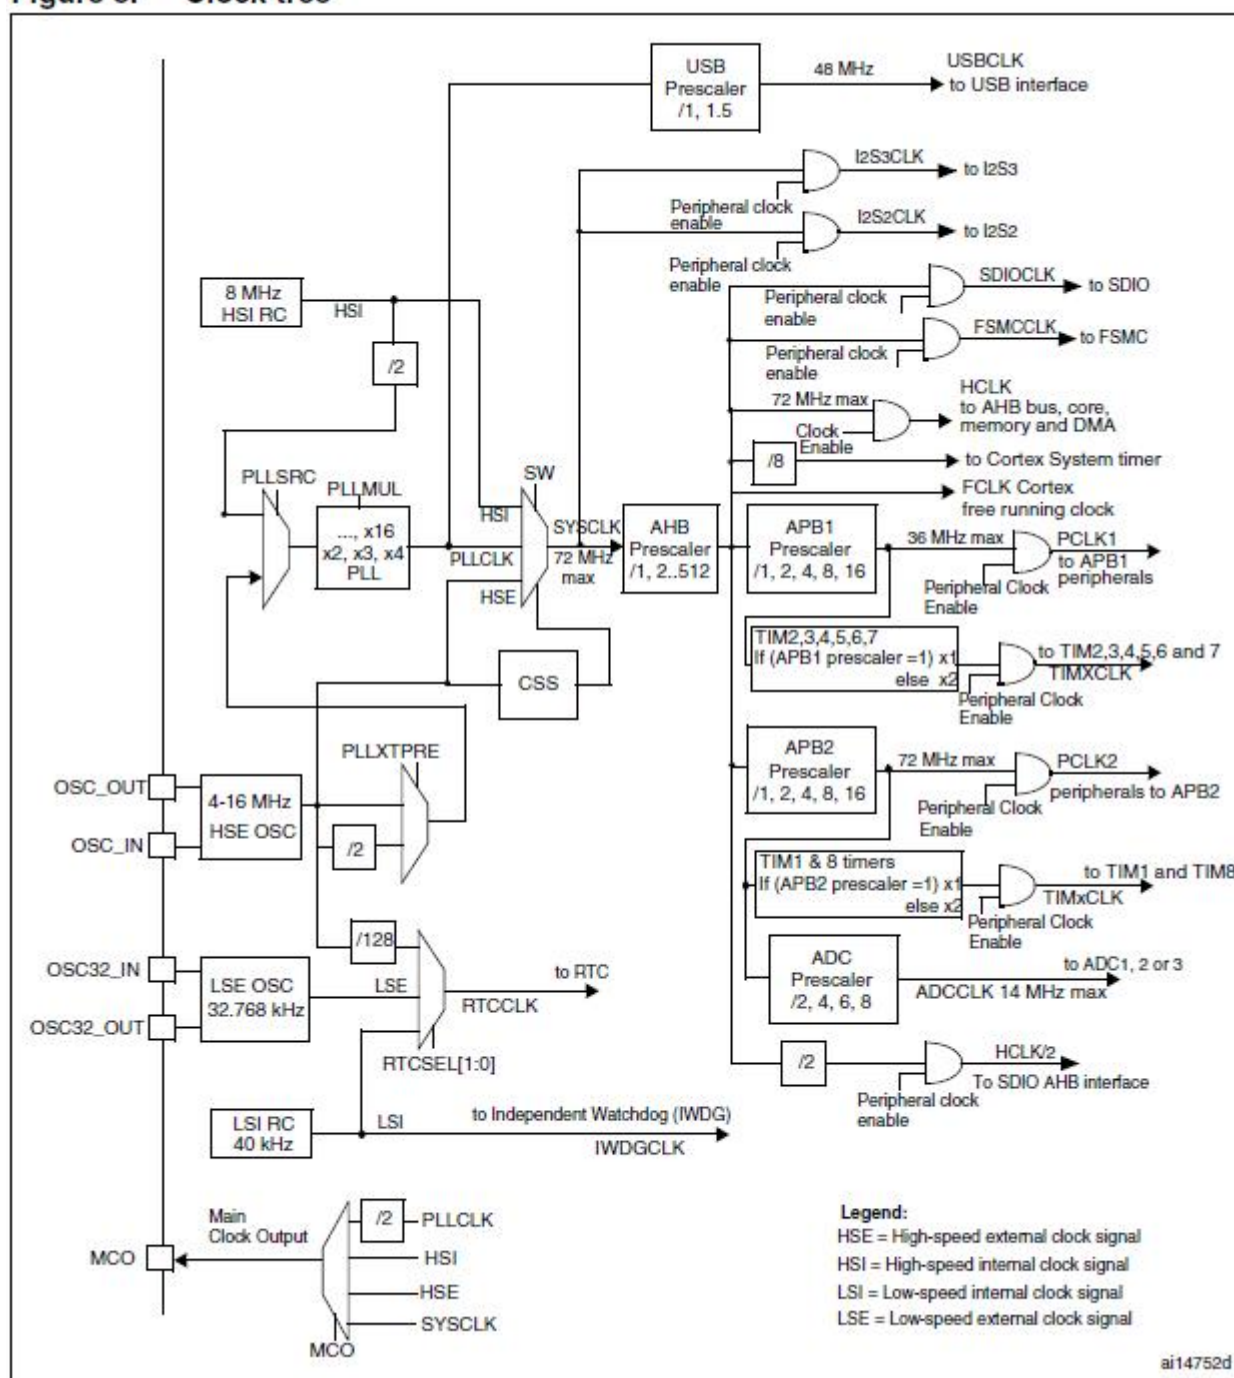 USB
Prescaler
/1, 1.5
48 MHz
USBCLK
to USB interface
I2S3CLK
to I2S3
Peripheral clock
enable
I2S2CLK
to I2S2
Peripheral clock
enable
8 MHz
HSI RC
HSI
/2
SDIOCLK
to SDIO
Peripheral clock
enable
FSMCCLK
to FSMC
Peripheral clock
enable
HCLK
72 MHz max
to AHB bus, core,
memory and DMA
Clock
Enable
/8
to Cortex System timer
FCLK Cortex
free running clock
PLLSRC
PLLMUL
..., x16
x2, x3, x4
PLL
SW
HSI
PLLCLK
HSE
SYSCLK
72 MHz
max
AHB
Prescaler
/1, 2..512
APB1
Prescaler
/1, 2, 4, 8, 16
36 MHz max
PCLK1
to APB1
peripherals
Peripheral Clock
Enable
TIM2,3,4,5,6,7
If (APB1 prescaler =1) x1
else x2
to TIM2,3,4,5,6 and 7
TIMXCLK
Peripheral Clock
Enable
CSS
PLLXTPRE
OSC_OUT
OSC_IN
4-16 MHz
HSE OSC
/2
APB2
Prescaler
/1, 2, 4, 8, 16
72 MHz max
PCLK2
peripherals to APB2
Peripheral Clock
Enable
TIM1 & 8 timers
If (APB2 prescaler =1) x1
else x2
to TIM1 and TIM8
TIMxCLK
Peripheral Clock
Enable
/128
OSC32_IN
OSC32_OUT
LSE OSC
32.768 kHz
LSE
to RTC
RTCCLK
RTCSEL[1:0]
ADC
Prescaler
/2, 4, 6, 8
to ADC1, 2 or 3
ADCCLK 14 MHz max
/2
HCLK/2
To SDIO AHB interface
Peripheral clock
enable
LSI RC
40 kHz
LSI
to Independent Watchdog (IWDG)
IWDGCLK
Main
Clock Output
MCO
/2
PLLCLK
HSI
HSE
SYSCLK
MCO
Legend:
HSE = High-speed external clock signal
HSI = High-speed internal clock signal
LSI = Low-speed internal clock signal
LSE = Low-speed external clock signal
ai14752d